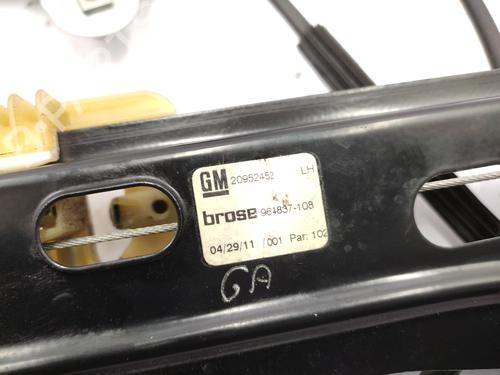 GM 20952452 LH
brose 964837-108
04/29/11 /001 Par: 102
GA